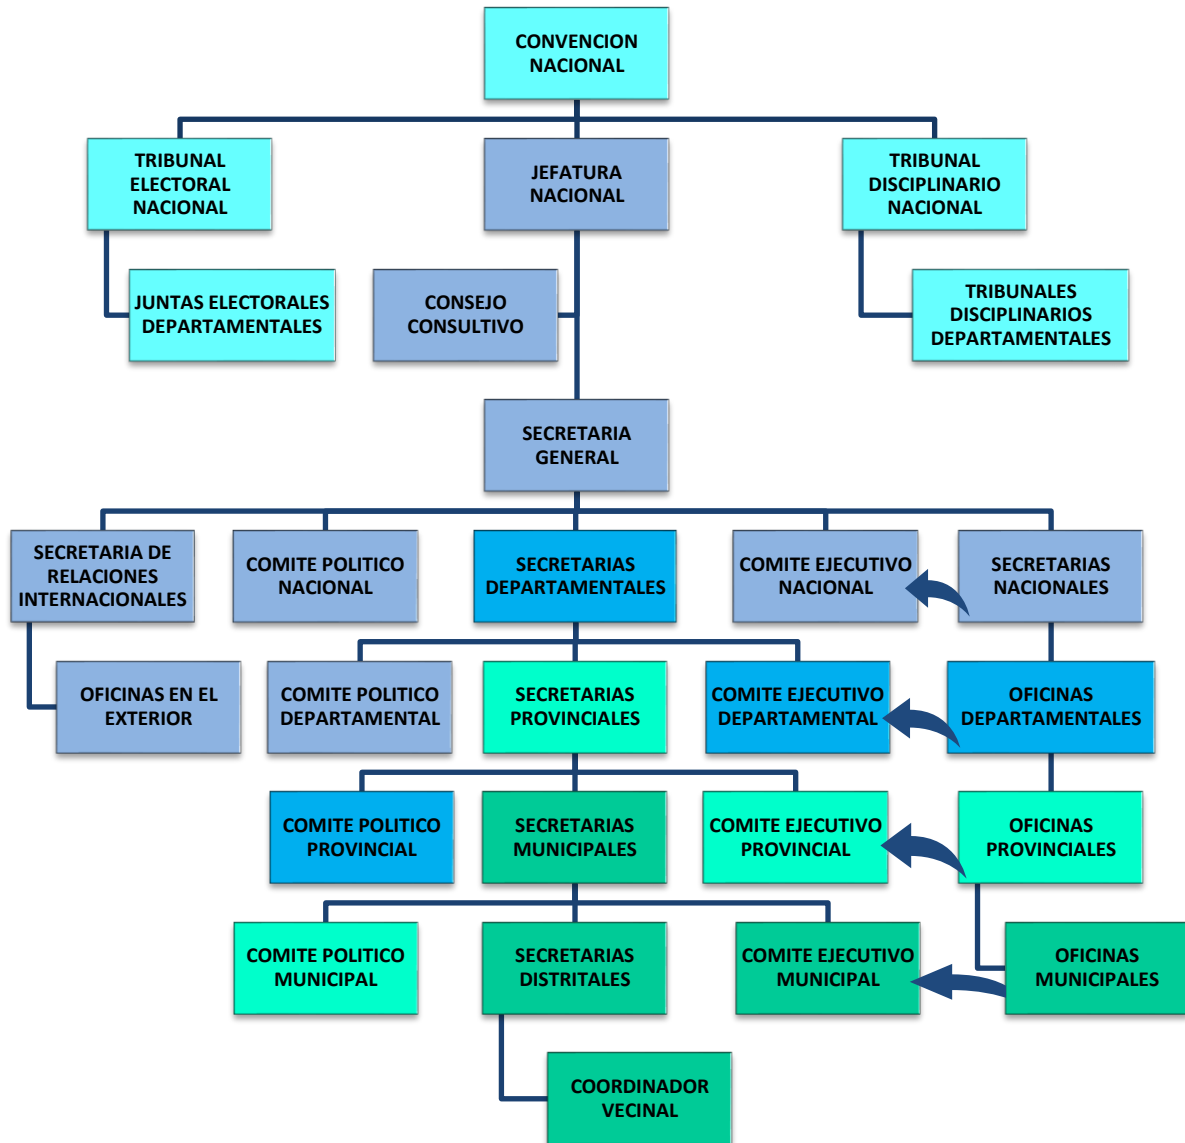 CONVENCION
NACIONAL
TRIBUNAL
ELECTORAL
NACIONAL
JEFATURA
NACIONAL
TRIBUNAL
DISCIPLINARIO
NACIONAL
JUNTAS ELECTORALES
DEPARTAMENTALES
CONSEJO
CONSULTIVO
TRIBUNALES
DISCIPLINARIOS
DEPARTAMENTALES
SECRETARIA
GENERAL
SECRETARIA DE
RELACIONES
INTERNACIONALES
COMITE POLITICO
NACIONAL
SECRETARIAS
DEPARTAMENTALES
COMITE EJECUTIVO
NACIONAL
SECRETARIAS
NACIONALES
OFICINAS EN EL
EXTERIOR
COMITE POLITICO
DEPARTAMENTAL
SECRETARIAS
PROVINCIALES
COMITE EJECUTIVO
DEPARTAMENTAL
OFICINAS
DEPARTAMENTALES
COMITE POLITICO
PROVINCIAL
SECRETARIAS
MUNICIPALES
COMITE EJECUTIVO
PROVINCIAL
OFICINAS
PROVINCIALES
COMITE POLITICO
MUNICIPAL
SECRETARIAS
DISTRITALES
COMITE EJECUTIVO
MUNICIPAL
OFICINAS
MUNICIPALES
COORDINADOR
VECINAL